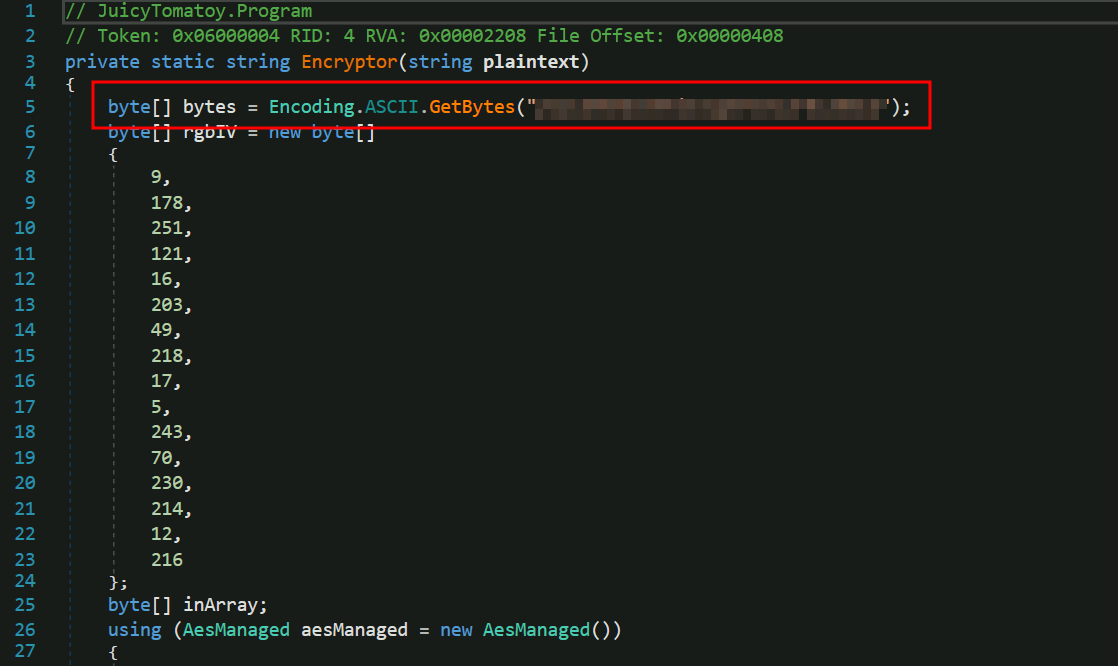 1 // JuicyTomatoy.Program
2 // Token: 0x06000004 RID: 4 RVA: 0x00002208 File Offset: 0x00000408
3 private static string Encryptor(string plaintext)
4 {
5 byte[] bytes = Encoding.ASCII.GetBytes("");
6 byte[] rgbIV = new byte[]
7 {
8 9,
9 178,
10 251,
11 121,
12 16,
13 203,
14 49,
15 218,
16 17,
17 5,
18 243,
19 70,
20 230,
21 214,
22 12,
23 216
24 };
25 byte[] inArray;
26 using (AesManaged aesManaged = new AesManaged())
27 {